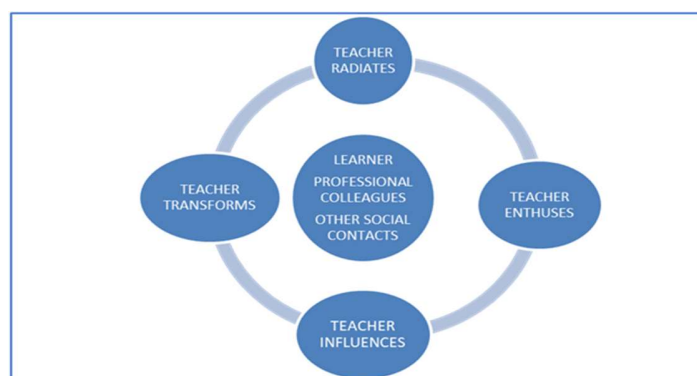 TEACHER
RADIATES
LEARNER
PROFESSIONAL
COLLEAGUES
OTHER SOCIAL
CONTACTS
TEACHER
TRANSFORMS
TEACHER
ENTHUSES
TEACHER
INFLUENCES